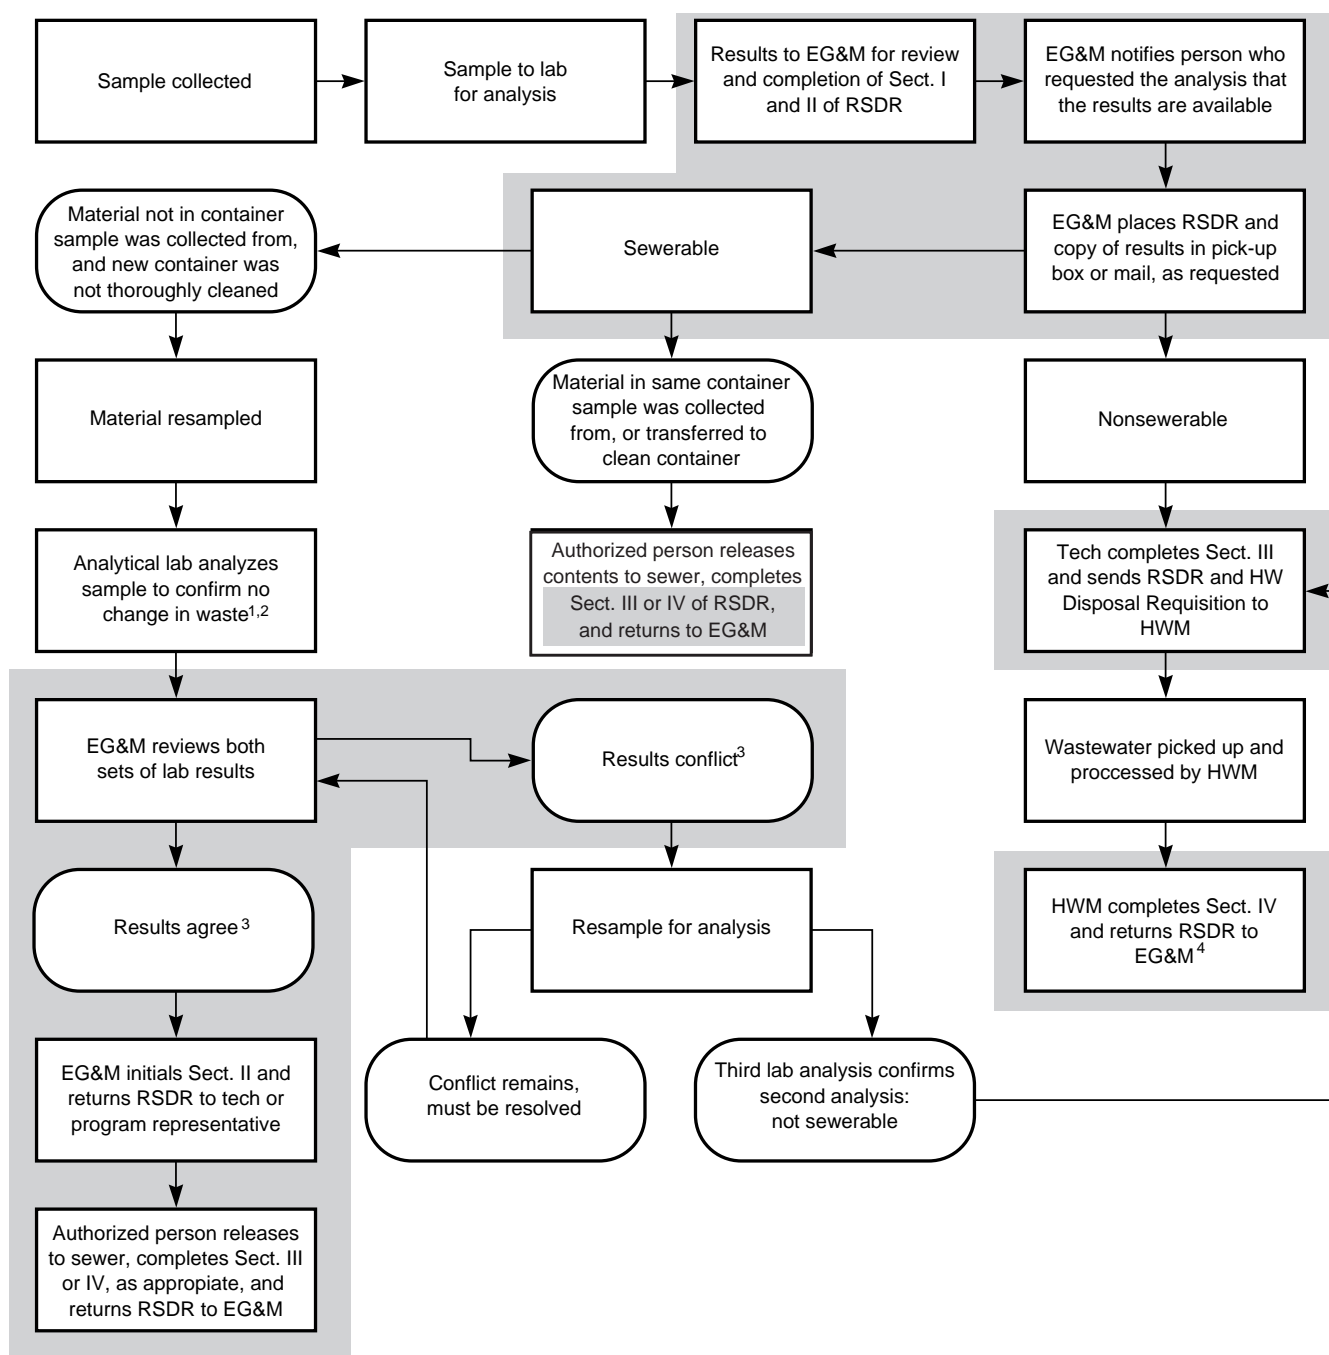 Sample collected
Sample to lab
for analysis
Results to EG&M for review
and completion of Sect. I
and II of RSDR
EG&M notifies person who
requested the analysis that
the results are available
Material not in container
sample was collected from,
and new container was
not thoroughly cleaned
Sewerable
EG&M places RSDR and
copy of results in pick-up
box or mail, as requested
Material resampled
Material in same container
sample was collected
from, or transferred to
clean container
Nonsewerable
Analytical lab analyzes
sample to confirm no
change in waste1,2
Authorized person releases
contents to sewer, completes
Sect. III or IV of RSDR,
and returns to EG&M
Tech completes Sect. III
and sends RSDR and HW
Disposal Requisition to
HWM
EG&M reviews both
sets of lab results
Results conflict3
Wastewater picked up and
proccessed by HWM
Results agree3
Resample for analysis
HWM completes Sect. IV
and returns RSDR to
EG&M4
EG&M initials Sect. II and
returns RSDR to tech or
program representative
Conflict remains,
must be resolved
Third lab analysis confirms
second analysis:
not sewerable
Authorized person releases
to sewer, completes Sect. III
or IV, as appropiate, and
returns RSDR to EG&M